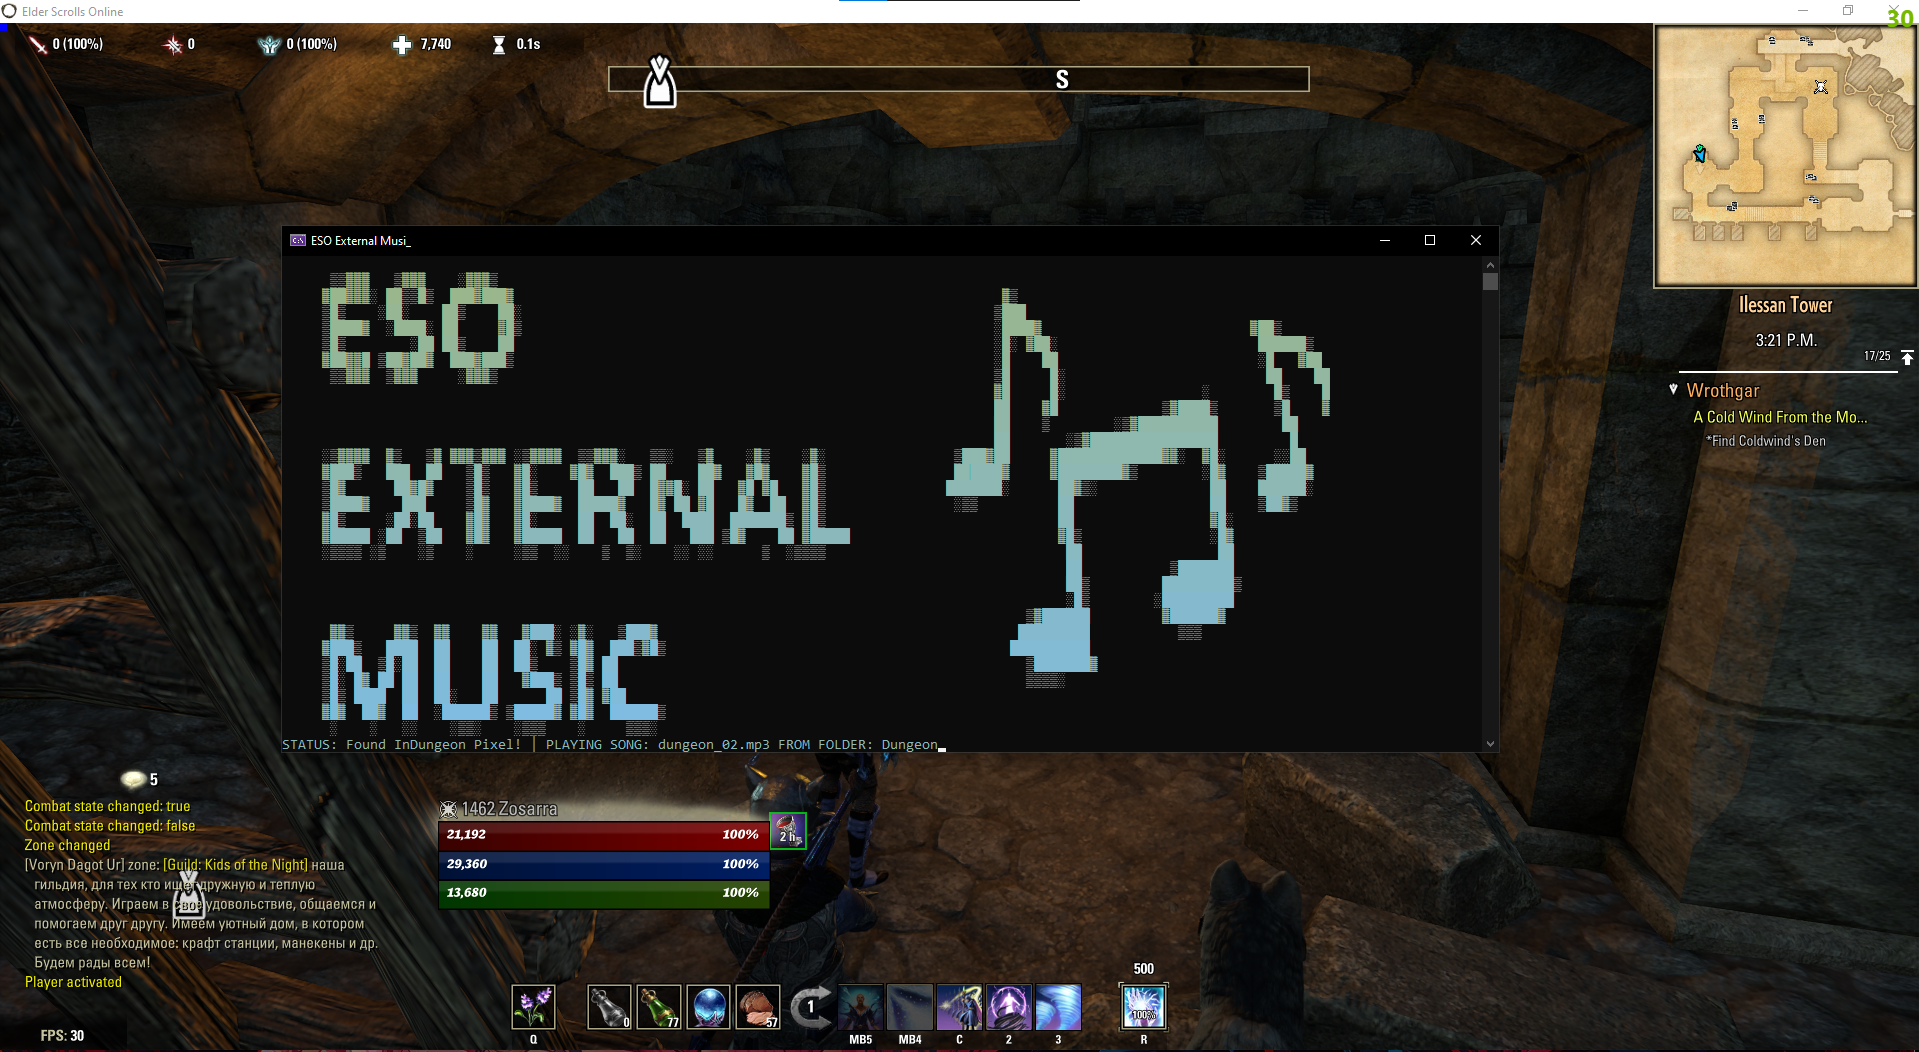 Elder Scrolls Online
30
0 (100%)
0
0 (100%)
7,740
0.1s
S
Ilessan Tower
3:21 P.M.
17/25
Wrothgar
A Cold Wind From the Mo...
*Find Coldwind's Den
ESO External Musi_
ESO
EXTERNAL
MUSIC
STATUS: Found InDungeon Pixel! | PLAYING SONG: dungeon_02.mp3 FROM FOLDER: Dungeon
5
Combat state changed: true
Combat state changed: false
Zone changed
[Voryn Dagot Ur] zone: [Guild: Kids of the Night] наша
гильдия, для тех кто ищет дружную и теплую
атмосферу. Играем в свое удовольствие, общаемся и
помогаем друг другу. Имеем уютный дом, в котором
есть все необходимое: крафт станции, манекены и др.
Будем рады всем!
Player activated
FPS: 30
1462 Zosarra
21,192 100%
29,360 100%
13,680 100%
2 h
Q
0
77
57
1
MB5
MB4
C
2
3
500
100%
R